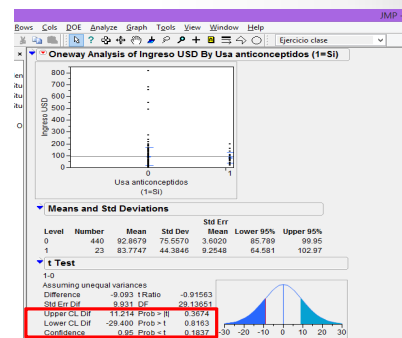 JMP -
Rows Cols DOE Analyze Graph Tools View Window Help
Ejercicio clase
Oneway Analysis of Ingreso USD By Usa anticonceptidos (1=Si)
800
700
600
500
400
300
200
100
0
Ingreso USD
0 1
Usa anticonceptidos
(1=Si)
Means and Std Deviations
Std Err
Level Number Mean Std Dev Mean Lower 95% Upper 95%
0 440 92.8679 75.5570 3.6020 85.789 99.95
1 23 83.7747 44.3846 9.2548 64.581 102.97
t Test
1-0
Assuming unequal variances
Difference -9.093 t Ratio -0.91563
Std Err Dif 9.931 DF 29.13651
Upper CL Dif 11.214 Prob > |t| 0.3674
Lower CL Dif -29.400 Prob > t 0.8163
Confidence 0.95 Prob < t 0.1837
-30 -20 -10 0 10 20 30